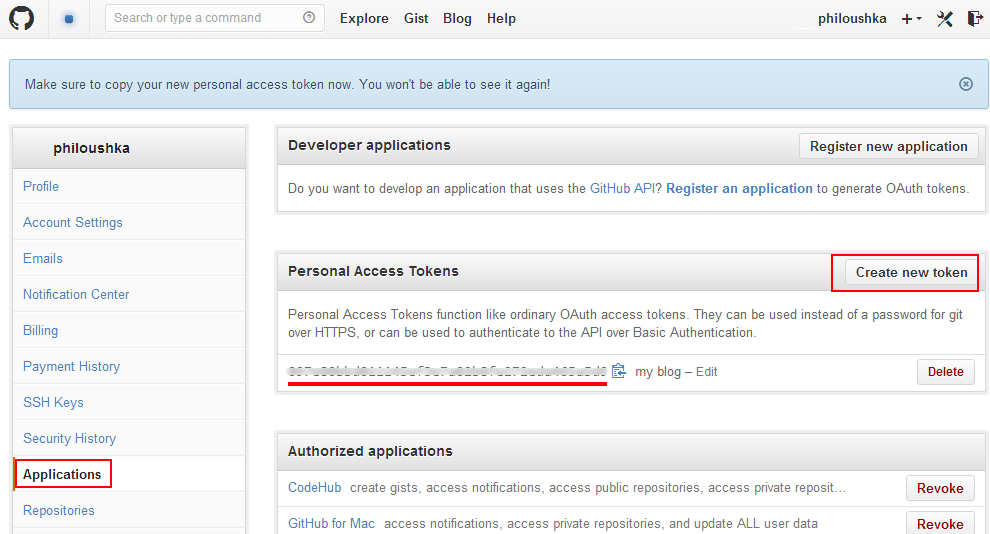 Search or type a command
Explore Gist Blog Help
philoushka
Make sure to copy your new personal access token now. You won't be able to see it again!
philoushka
Profile
Account Settings
Emails
Notification Center
Billing
Payment History
SSH Keys
Security History
Applications
Repositories
Developer applications
Register new application
Do you want to develop an application that uses the GitHub API? Register an application to generate OAuth tokens.
Personal Access Tokens
Create new token
Personal Access Tokens function like ordinary OAuth access tokens. They can be used instead of a password for git
over HTTPS, or can be used to authenticate to the API over Basic Authentication.
my blog – Edit
Delete
Authorized applications
CodeHub create gists, access notifications, access public repositories, access private reposit…
Revoke
GitHub for Mac access notifications, access private repositories, and update ALL user data
Revoke